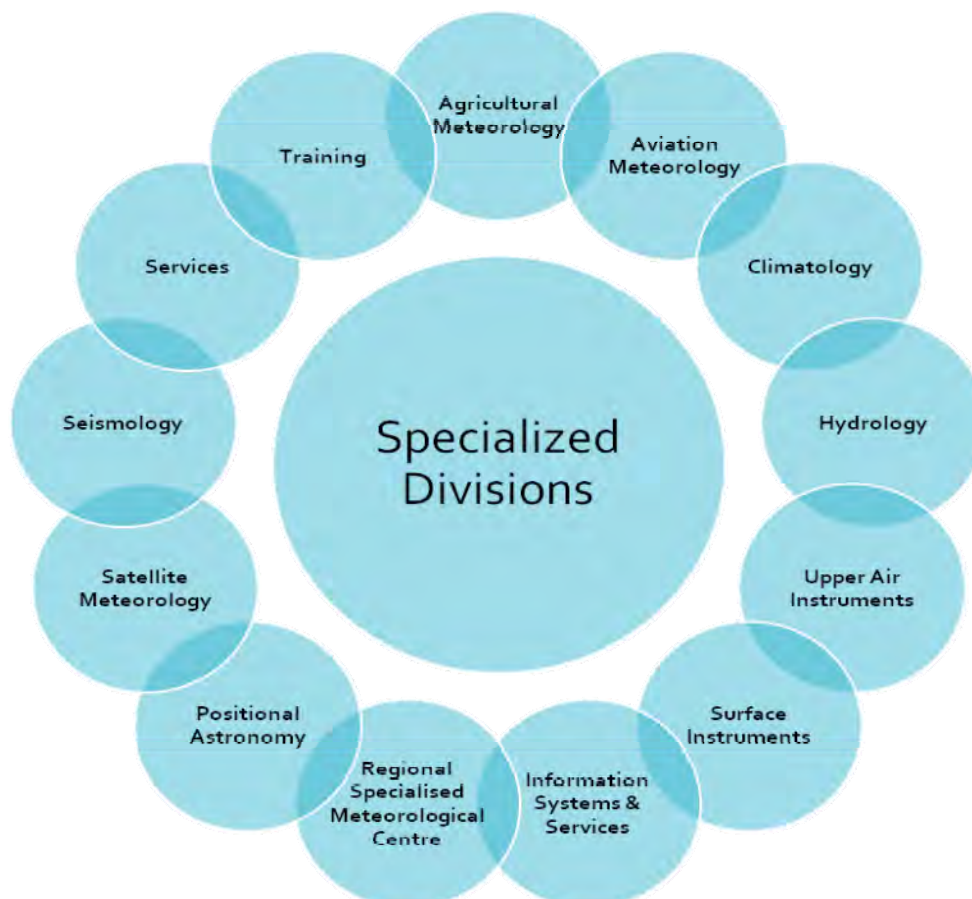 Agricultural
Meteorology
Aviation
Meteorology
Climatology
Hydrology
Upper Air
Instruments
Surface
Instruments
Information
Systems &
Services
Regional
Specialised
Meteorological
Centre
Positional
Astronomy
Satellite
Meteorology
Seismology
Services
Training
Specialized
Divisions